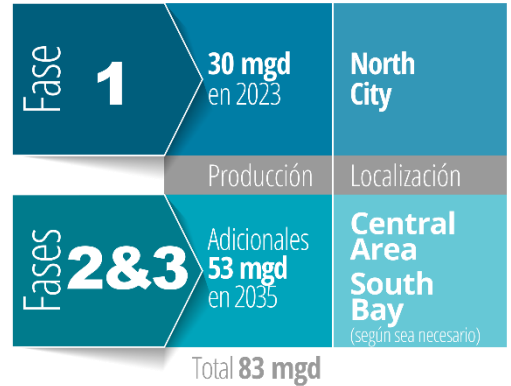 Fase 1
30 mgd
en 2023
North
City
Producción
Localización
Fases 2&3
Adicionales
53 mgd
en 2035
Central
Area
South
Bay
(según sea necesario)
Total 83 mgd